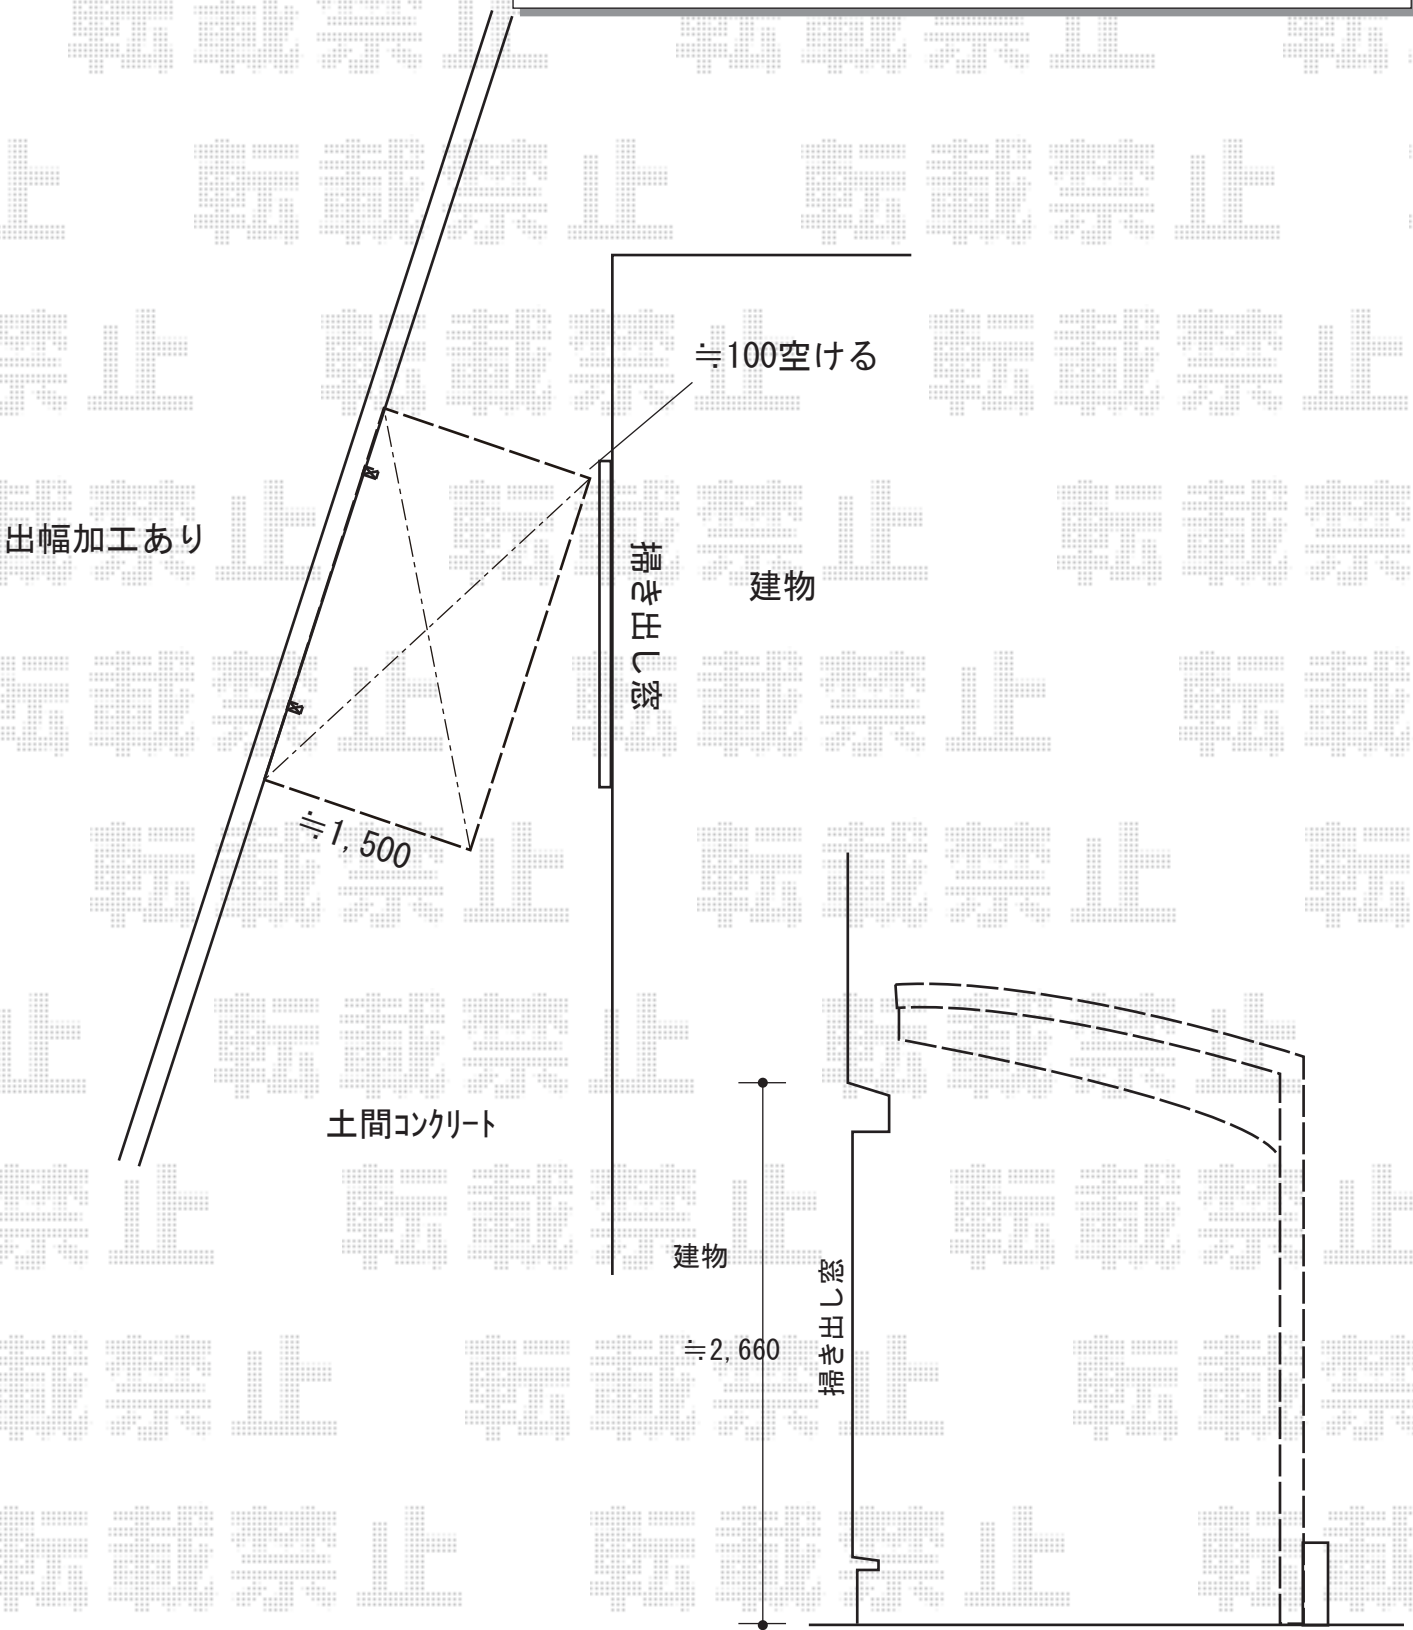 ≒100空ける
出幅加工あり
掃き出し窓
建物
≒1,500
土間コンクリート
建物
掃き出し窓
≒2,660
転載禁止